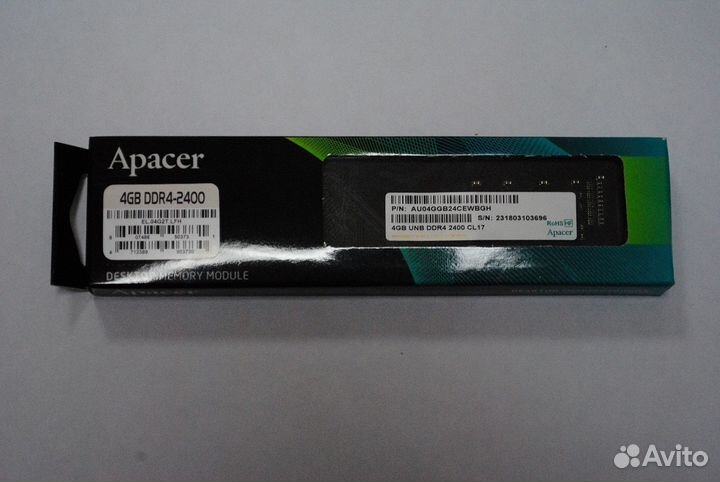 Apacer
4GB DDR4-2400
EL.04G2T.LFH
DESKTOP MEMORY MODULE
Apacer
P/N: AU04GGB24CEWBGH
S/N: 231803103696
4GB UNB DDR4 2400 CL17
RoHS
Apacer
Avito